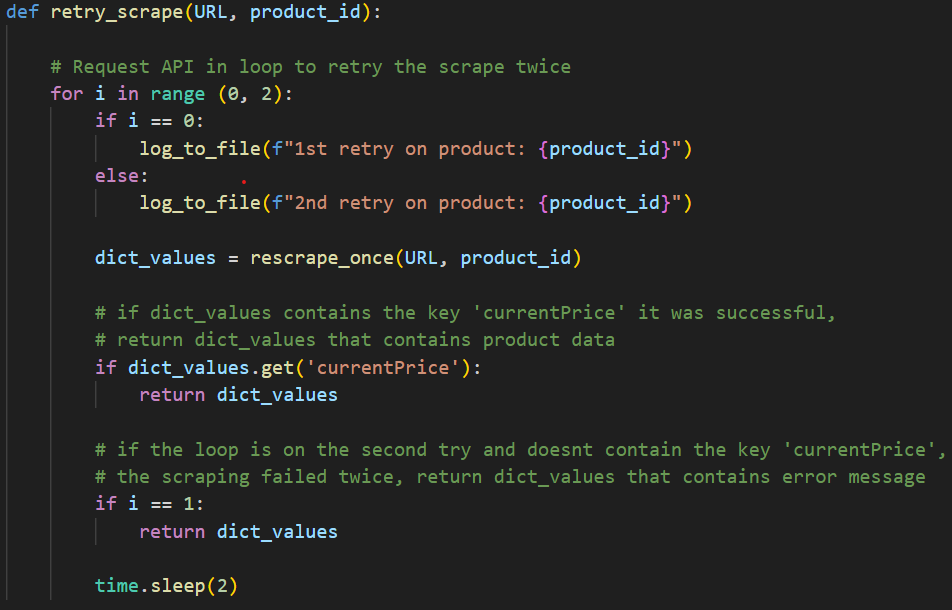 def retry_scrape(URL, product_id):
# Request API in loop to retry the scrape twice
for i in range (0, 2):
if i == 0:
log_to_file(f"1st retry on product: {product_id}")
else:
log_to_file(f"2nd retry on product: {product_id}")
dict_values = rescrape_once(URL, product_id)
# if dict_values contains the key 'currentPrice' it was successful,
# return dict_values that contains product data
if dict_values.get('currentPrice'):
return dict_values
# if the loop is on the second try and doesnt contain the key 'currentPrice',
# the scraping failed twice, return dict_values that contains error message
if i == 1:
return dict_values
time.sleep(2)